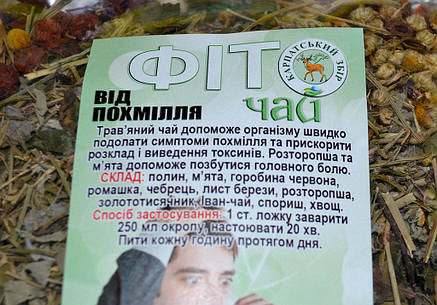 ФІТО
КАРПАТСЬКИЙ ЗБІР
ВІД
ПОХМІЛЛЯ
чай
Трав'яний чай допоможе організму швидко
подолати симптоми похмілля та прискорити
розклад і виведення токсинів. Розторопша та
м'ята допоможе позбутися головного болю.
СКЛАД: полин, м'ята, горобина червона,
ромашка, чебрець, лист берези, розторопша,
золототисячник, Іван-чай, спориш, хвощ.
Спосіб застосування: 1 ст. ложку заварити
250 мл окропу, настоювати 20 хв.
Пити кожну годину протягом дня.